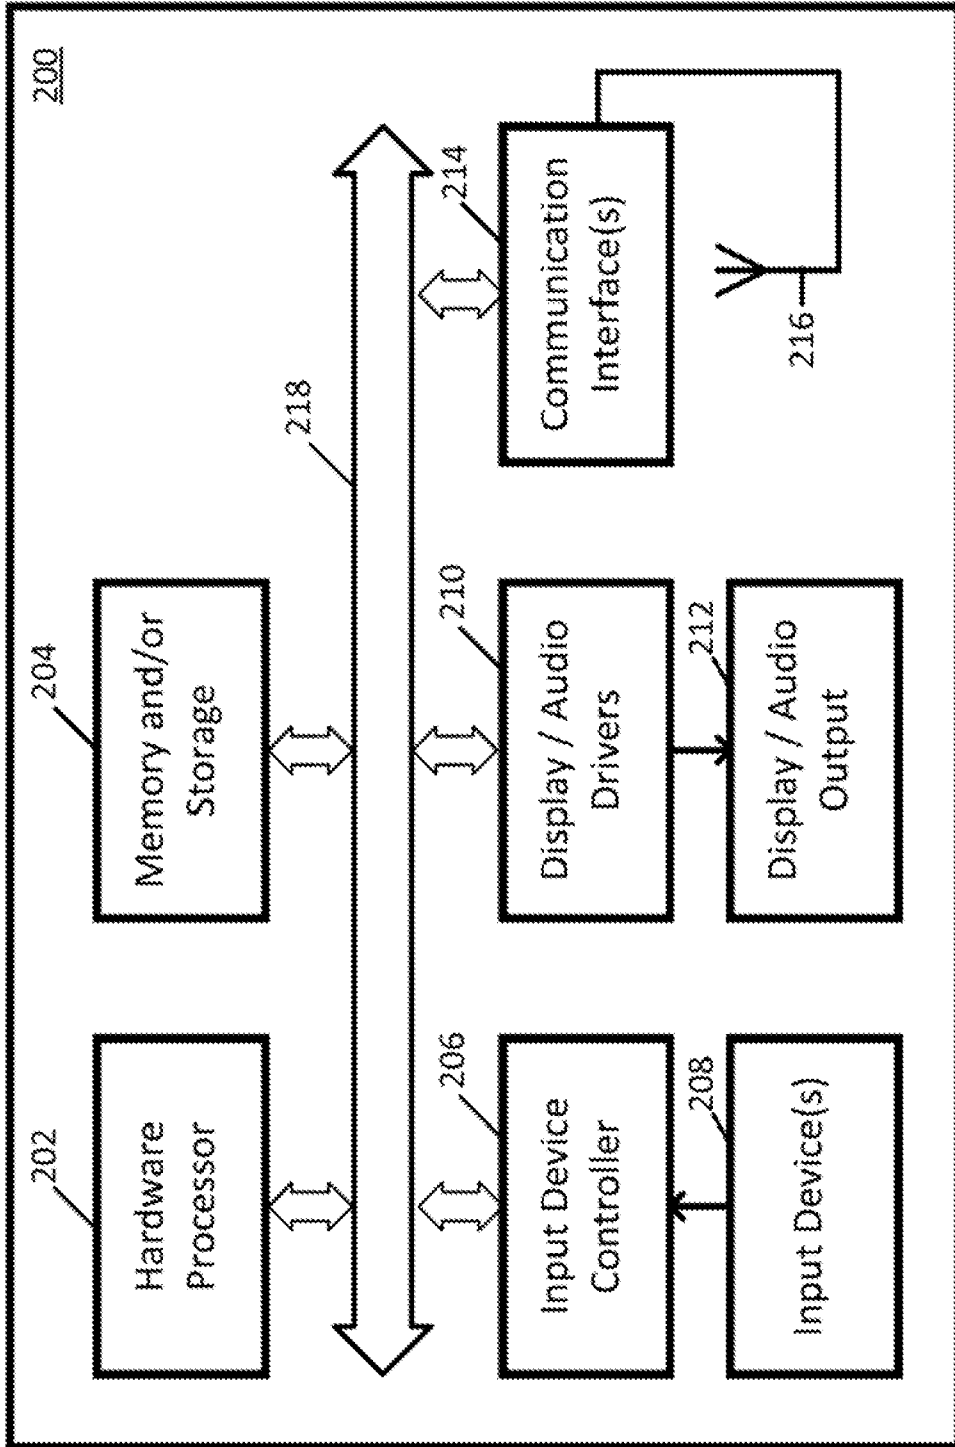 200
202
Hardware
Processor
204
Memory and/or
Storage
218
206
Input Device
Controller
210
Display / Audio
Drivers
214
Communication
Interface(s)
208
Input Device(s)
212
Display / Audio
Output
216